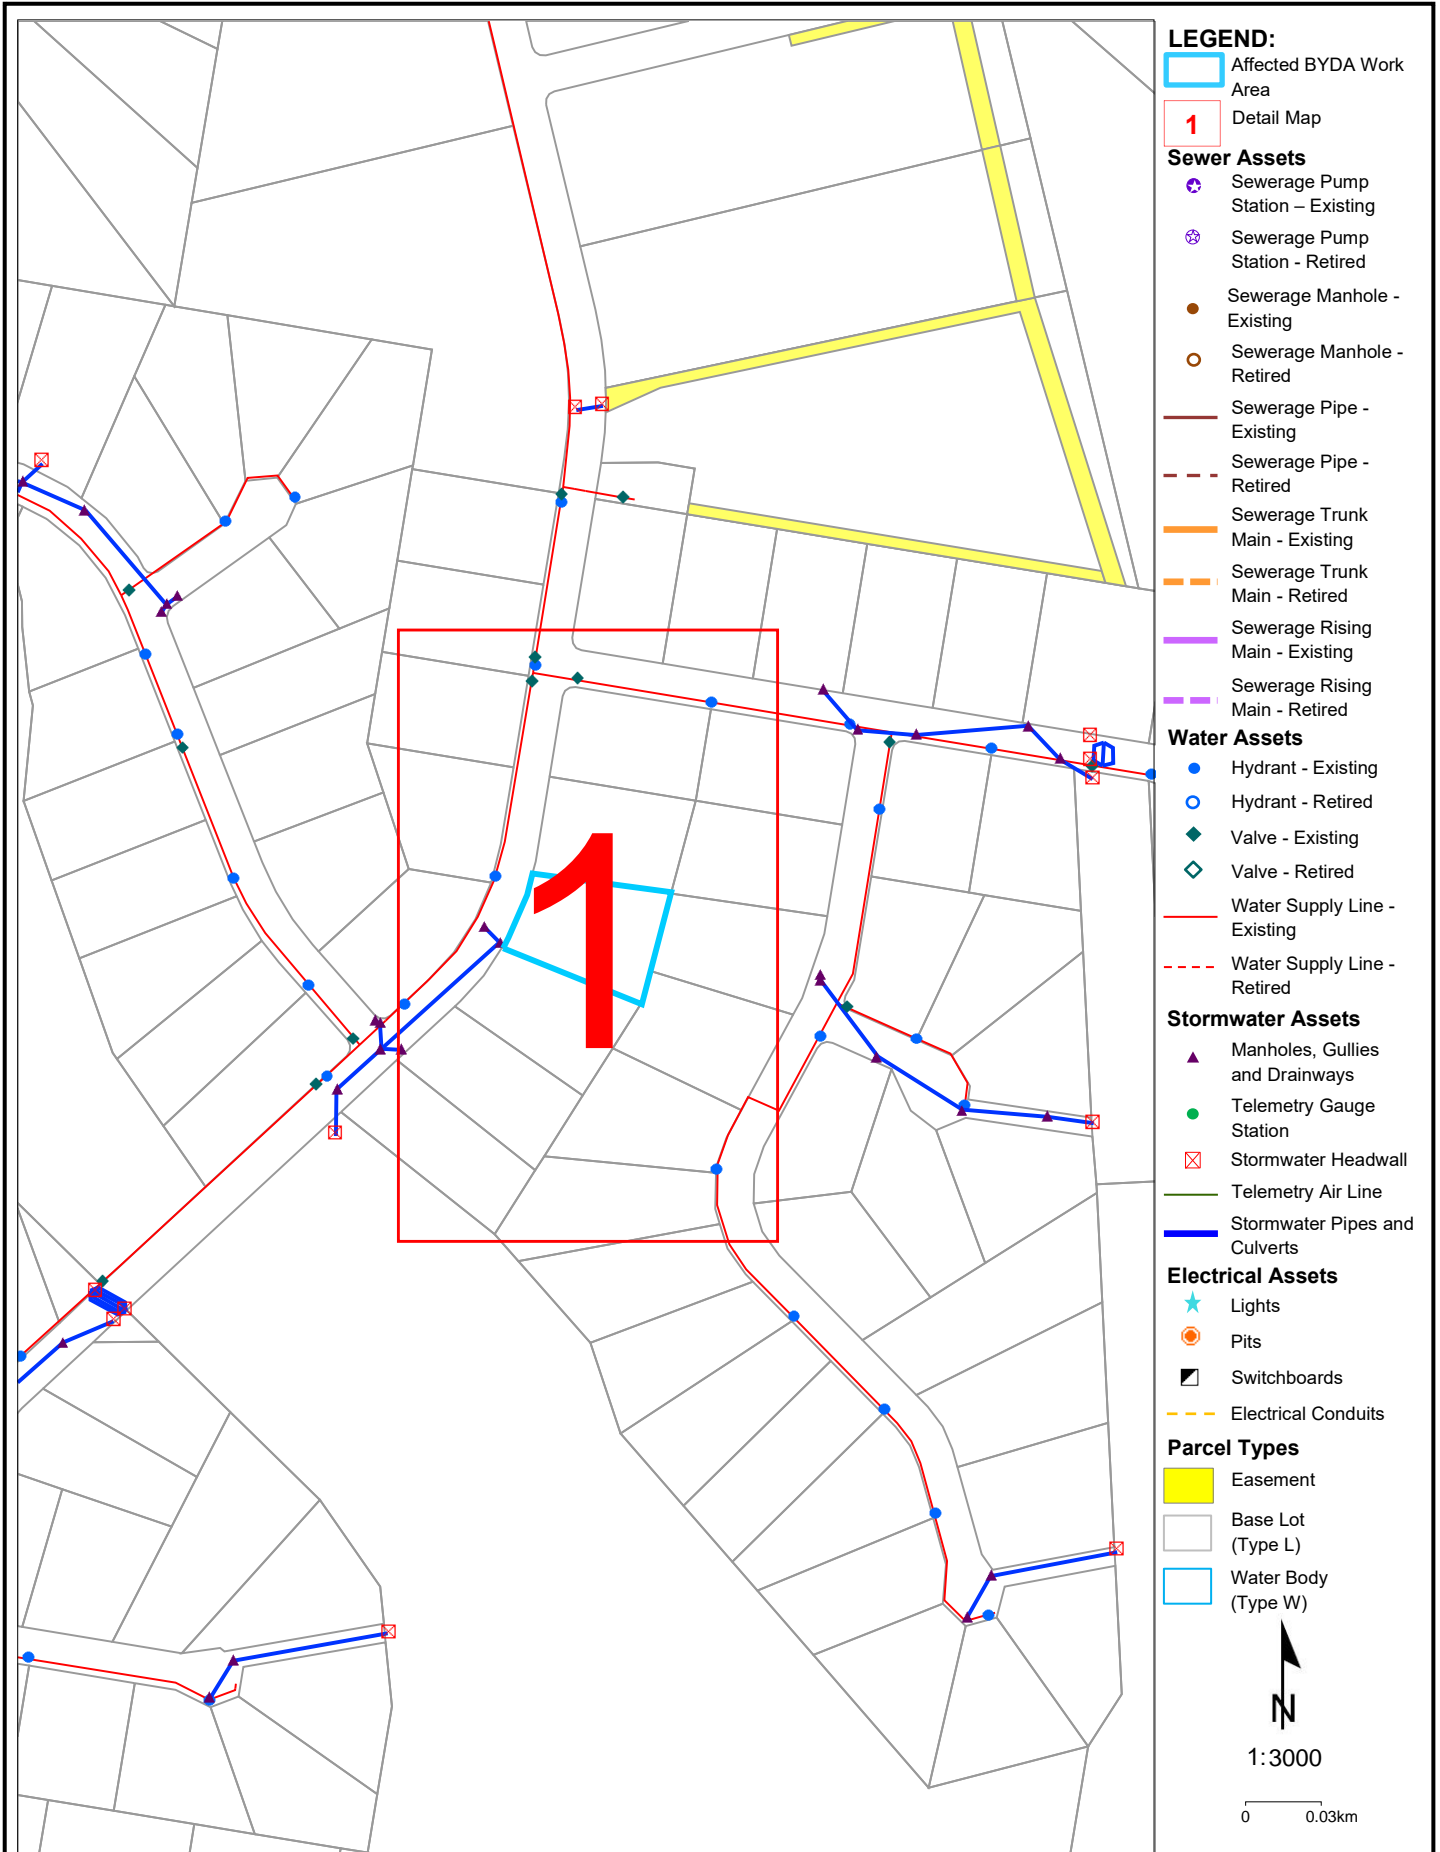 LEGEND:
Affected BYDA Work
Area
1
Detail Map
Sewer Assets
Sewerage Pump
Station – Existing
Sewerage Pump
Station - Retired
Sewerage Manhole -
Existing
Sewerage Manhole -
Retired
Sewerage Pipe -
Existing
Sewerage Pipe -
Retired
Sewerage Trunk
Main - Existing
Sewerage Trunk
Main - Retired
Sewerage Rising
Main - Existing
Sewerage Rising
Main - Retired
Water Assets
Hydrant - Existing
Hydrant - Retired
Valve - Existing
Valve - Retired
Water Supply Line -
Existing
Water Supply Line -
Retired
Stormwater Assets
Manholes, Gullies
and Drainways
Telemetry Gauge
Station
Stormwater Headwall
Telemetry Air Line
Stormwater Pipes and
Culverts
Electrical Assets
Lights
Pits
Switchboards
Electrical Conduits
Parcel Types
Easement
Base Lot
(Type L)
Water Body
(Type W)
N
1:3000
0 0.03km
1